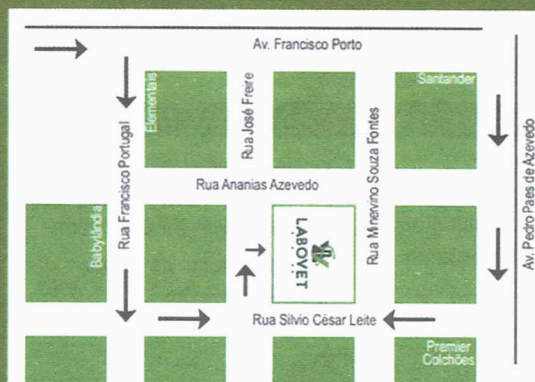 Av. Francisco Porto
Elementais
Rua José Freire
Santander
Rua Francisco Portugal
Rua Minervino Souza Fontes
Av. Pedro Paes de Azevedo
Rua Ananias Azevedo
Babylândia
LABOVET
Rua Silvio César Leite
Premier
Colchões